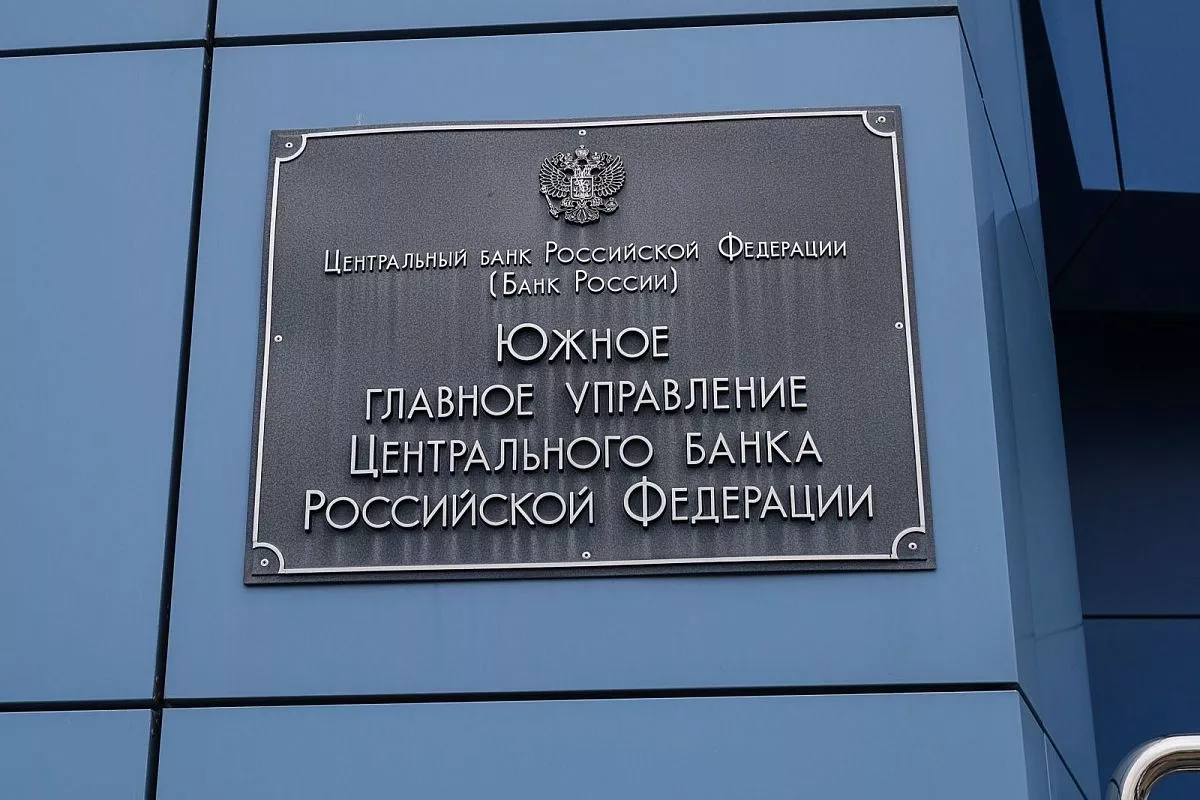 Центральный банк Российской Федерации
(Банк России)
Южное
главное управление
Центрального банка
Российской Федерации